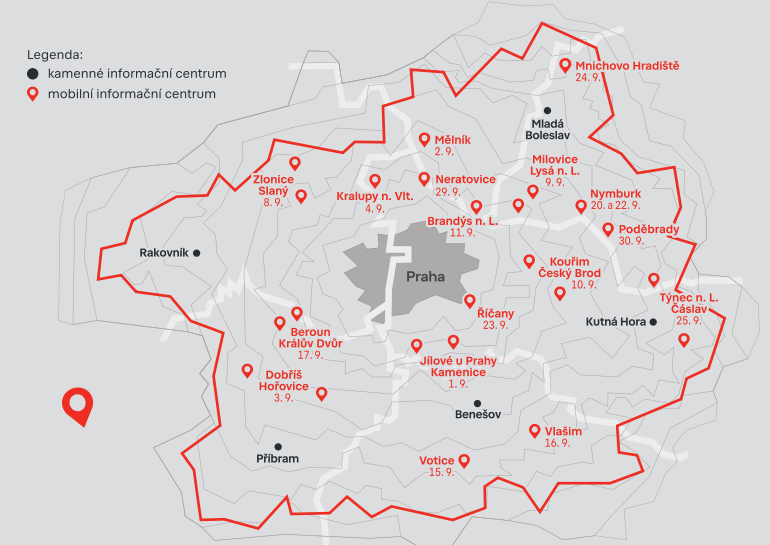 Legenda:
kamenné informační centrum
mobilní informační centrum
Mnichovo Hradiště
24. 9.
Mladá
Boleslav
Mělník
2. 9.
Milovice
Lysá n. L.
9. 9.
Zlonice
Slaný
8. 9.
Kralupy n. Vlt.
4. 9.
Neratovice
29. 9.
Nymburk
20. a 22. 9.
Brandýs n. L.
11. 9.
Poděbrady
30. 9.
Rakovník
Praha
Kouřim
Český Brod
10. 9.
Týnec n. L.
Čáslav
25. 9.
Říčany
23. 9.
Kutná Hora
Beroun
Králův Dvůr
17. 9.
Jílové u Prahy
Kamenice
1. 9.
Dobříš
Hořovice
3. 9.
Benešov
Vlašim
16. 9.
Příbram
Votice
15. 9.